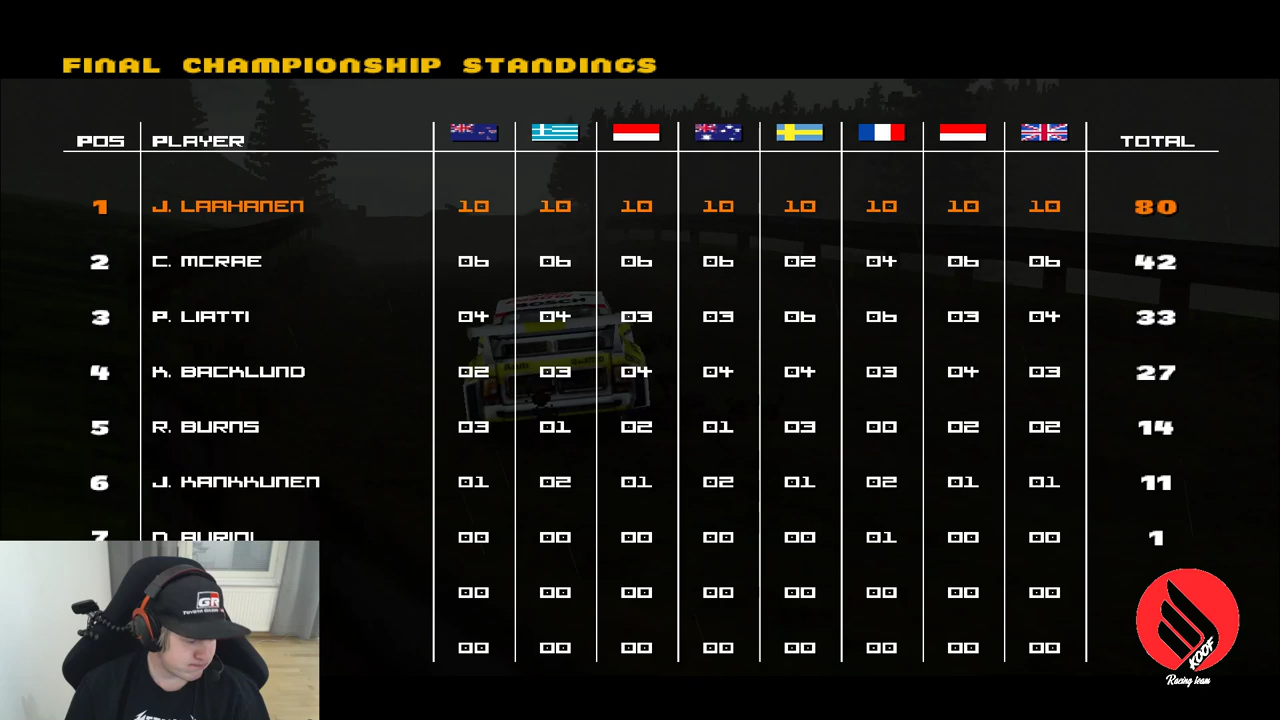 FINAL CHAMPIONSHIP STANDINGS
POS PLAYER TOTAL
1 J. LAAHANEN 10 10 10 10 10 10 10 10 80
2 C. MCRAE 06 06 06 06 02 04 06 06 42
3 P. LIATTI 04 04 03 03 06 06 03 04 33
4 K. BACKLUND 02 03 04 04 04 03 04 03 27
5 R. BURNS 03 01 02 01 03 00 02 02 14
6 J. KANKKUNEN 01 02 01 02 01 02 01 01 11
7 00 00 00 00 00 01 00 00 1
00 00 00 00 00 00 00 00
00 00 00 00 00 00 00 00
BOSCH
Audi
GR
KOOF
Racing team